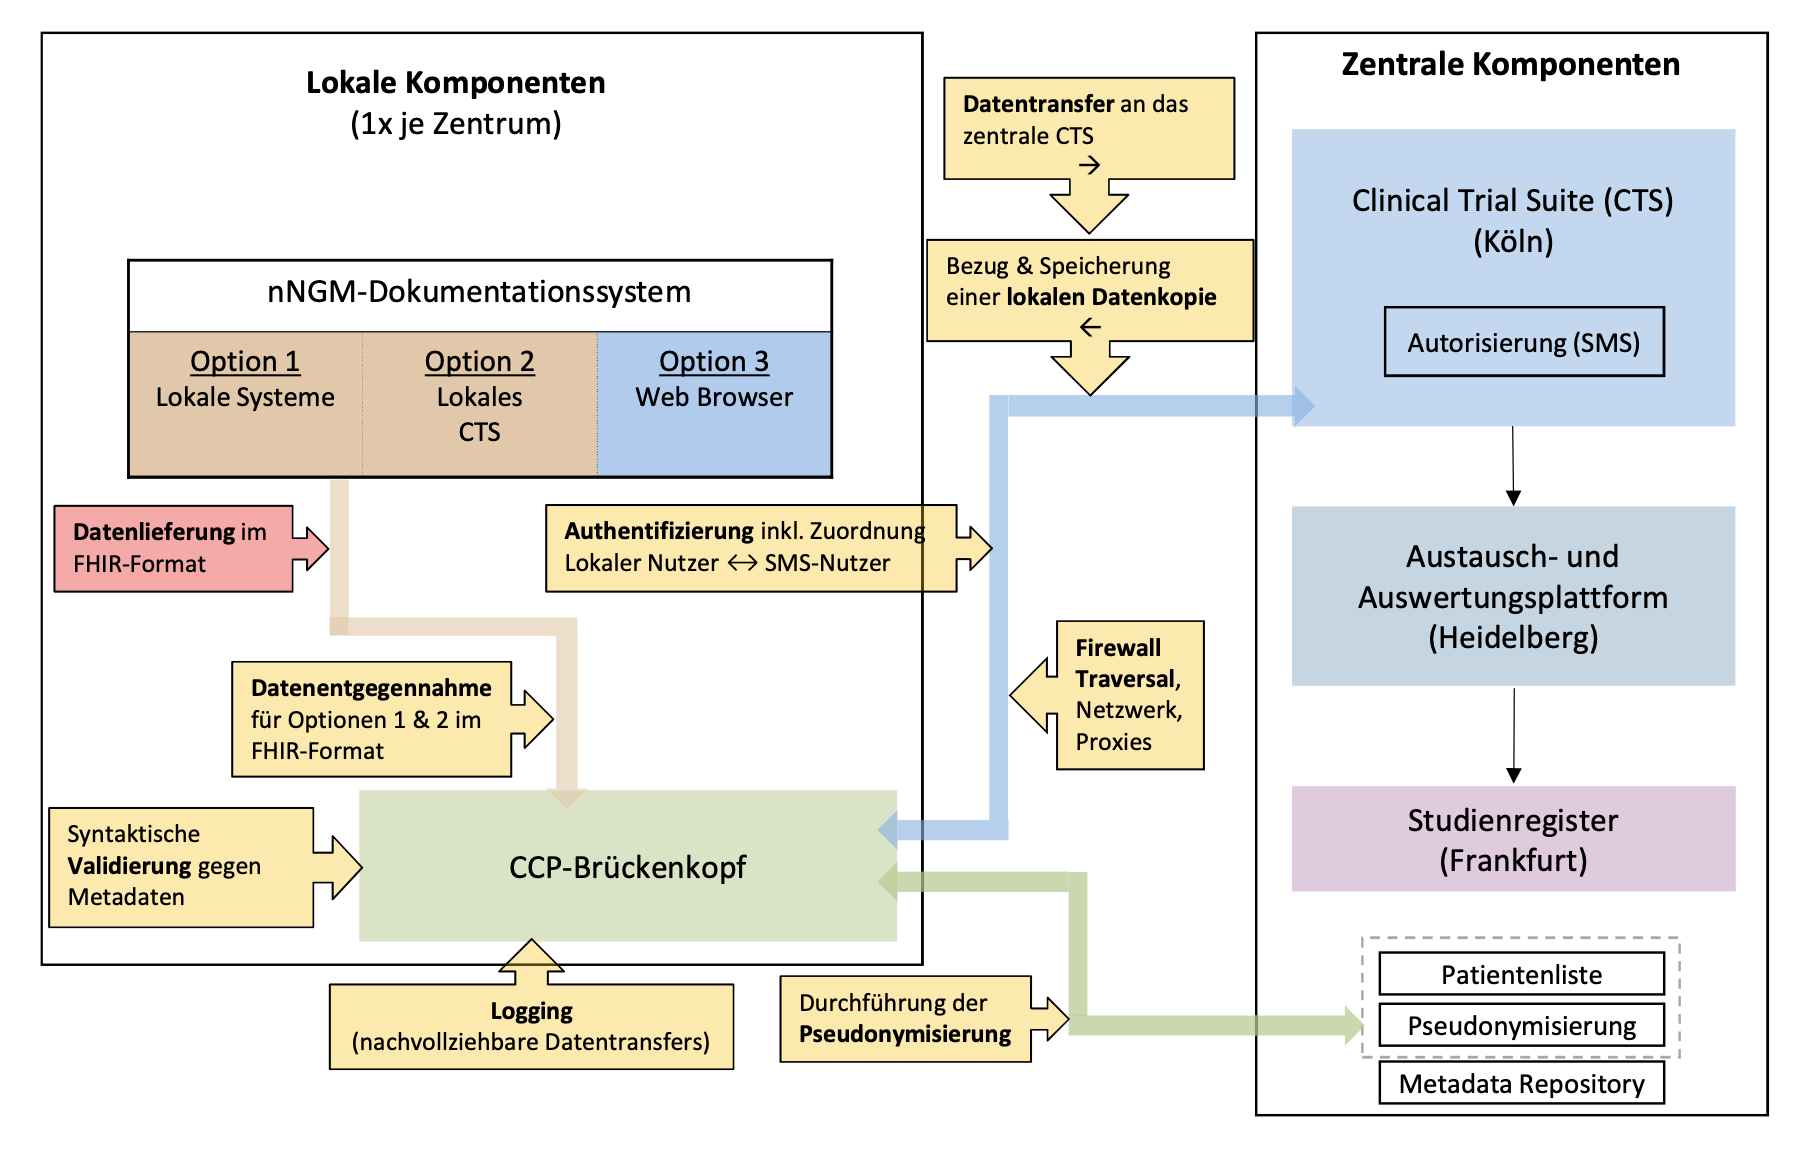 Lokale Komponenten
(1x je Zentrum)
nNGM-Dokumentationssystem
Option 1
Lokale Systeme
Option 2
Lokales
CTS
Option 3
Web Browser
Datenlieferung im
FHIR-Format
Authentifizierung inkl. Zuordnung
Lokaler Nutzer ↔ SMS-Nutzer
Datenentgegennahme
für Optionen 1 & 2 im
FHIR-Format
Syntaktische
Validierung gegen
Metadaten
CCP-Brückenkopf
Logging
(nachvollziehbare Datentransfers)
Datentransfer an das
zentrale CTS
→
Bezug & Speicherung
einer lokalen Datenkopie
←
Firewall
Traversal,
Netzwerk,
Proxies
Durchführung der
Pseudonymisierung
Zentrale Komponenten
Clinical Trial Suite (CTS)
(Köln)
Autorisierung (SMS)
Austausch- und
Auswertungsplattform
(Heidelberg)
Studienregister
(Frankfurt)
Patientenliste
Pseudonymisierung
Metadata Repository